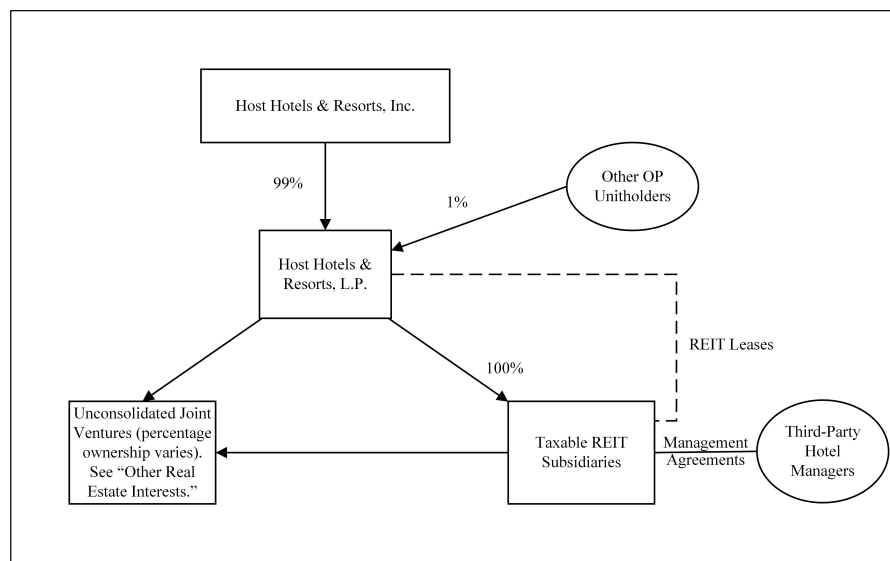 Host Hotels & Resorts, Inc.
99%
Other OP
Unitholders
1%
Host Hotels &
Resorts, L.P.
REIT Leases
100%
Unconsolidated Joint
Ventures (percentage
ownership varies).
See “Other Real
Estate Interests.”
Taxable REIT
Subsidiaries
Management
Agreements
Third-Party
Hotel
Managers